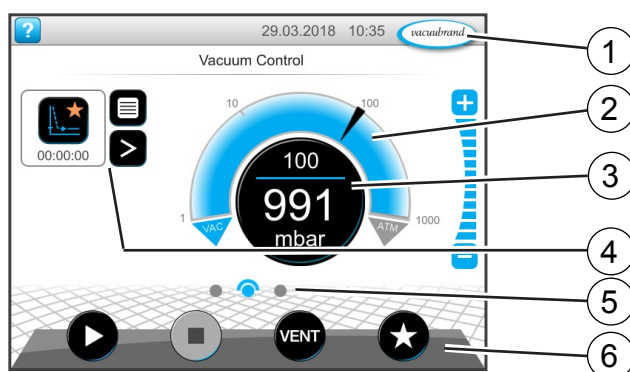 ?
29.03.2018 10:35
vacuubrand
1
Vacuum Control
10
100
2
00:00:00
>
+
100
991
mbar
3
1
VAC
ATM
1000
4
5
VENT
6